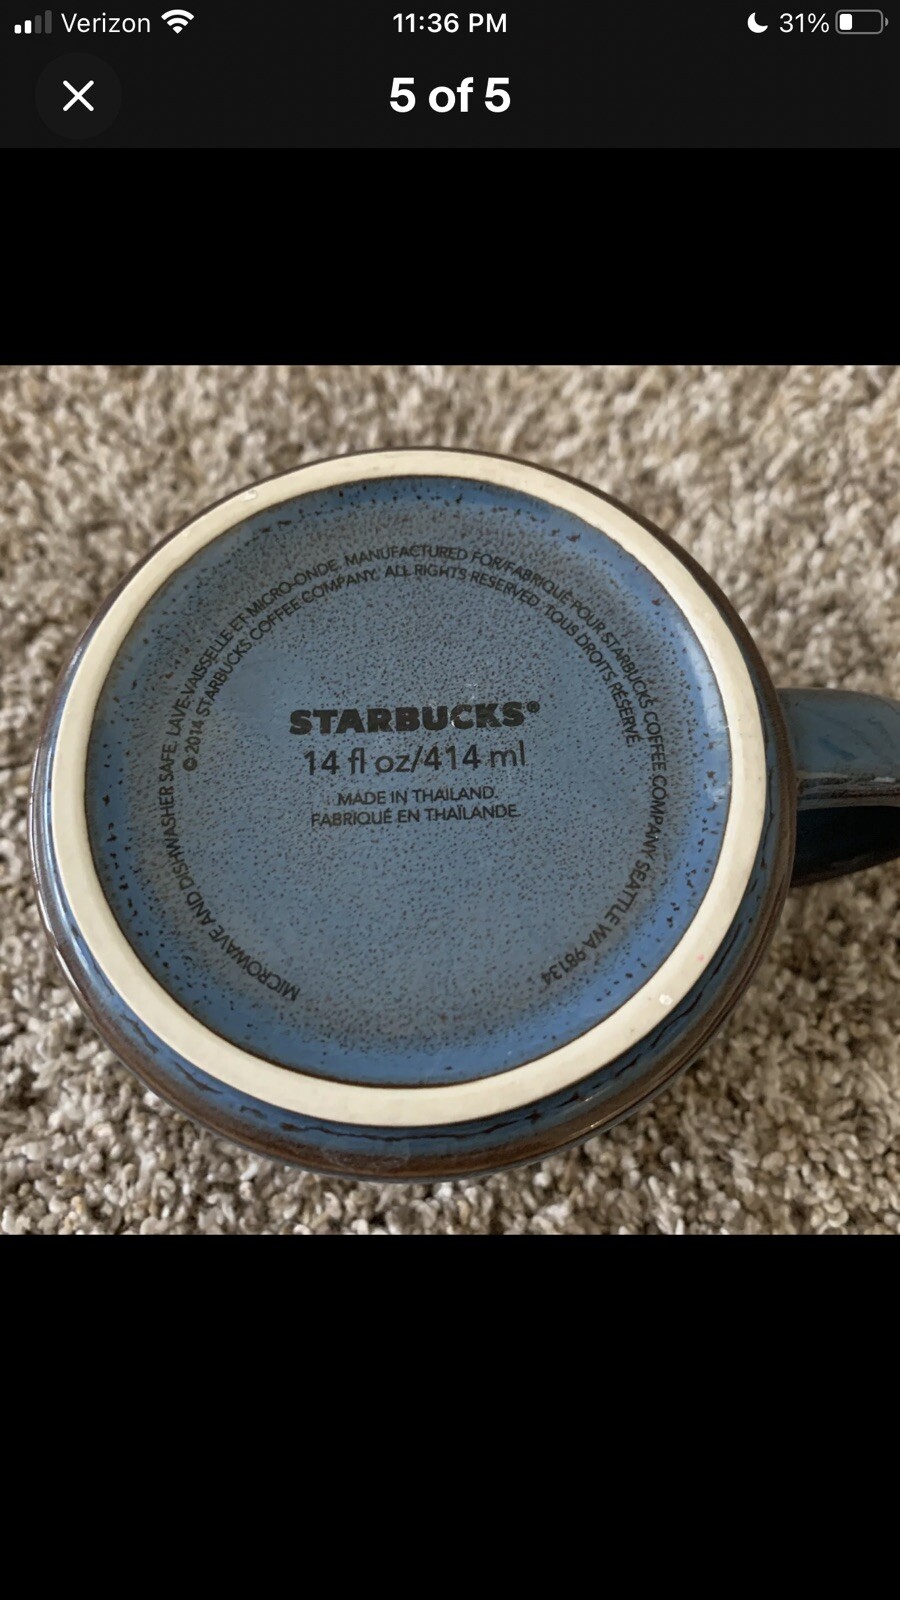 Verizon
11:36 PM
31%
5 of 5
MICROWAVE AND DISHWASHER SAFE. LAVE-VAISSELLE ET MICRO-ONDE. MANUFACTURED FOR/FABRIQUÉ POUR STARBUCKS COFFEE COMPANY SEATTLE WA 98134
©2014 STARBUCKS COFFEE COMPANY. ALL RIGHTS RESERVED. TOUS DROITS RÉSERVÉ.
STARBUCKS®
14 fl oz/414 ml
MADE IN THAILAND.
FABRIQUÉ EN THAÏLANDE.